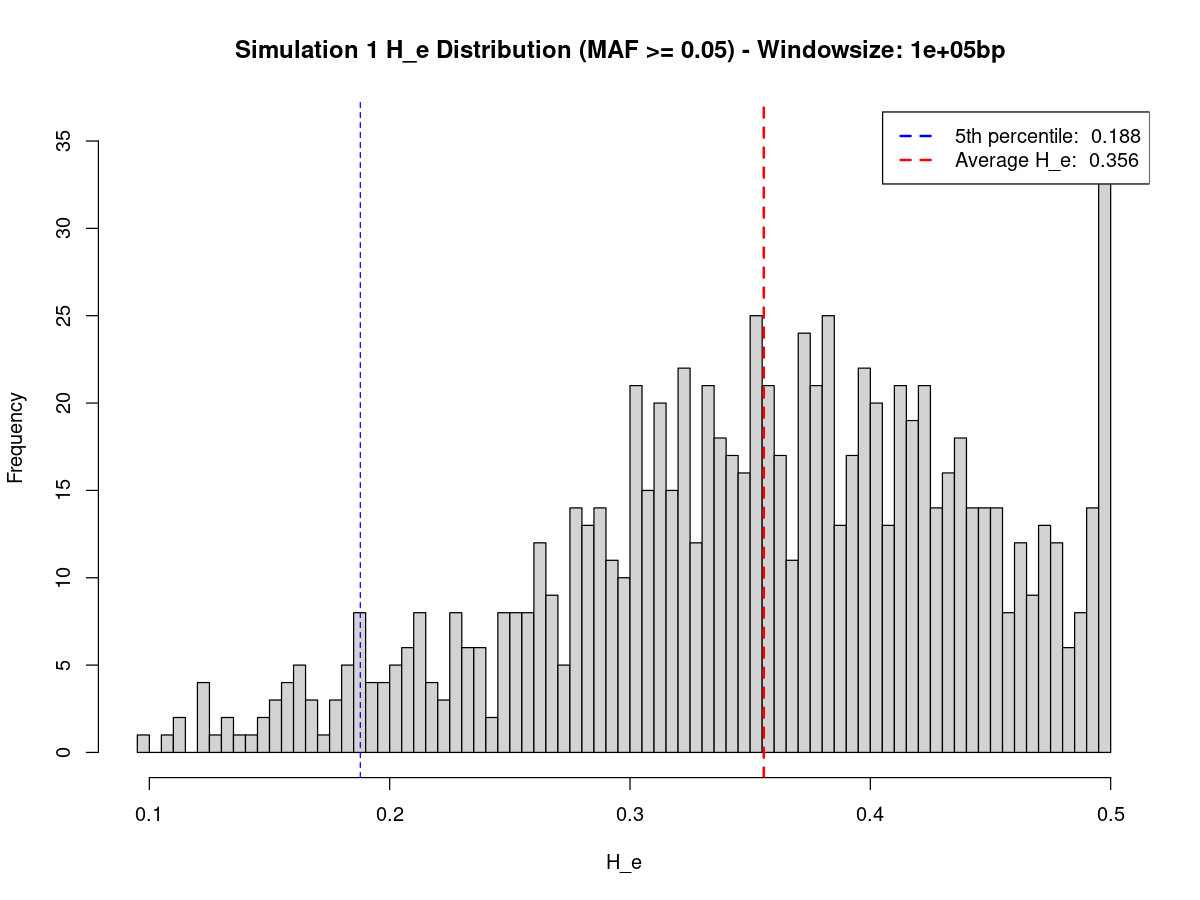 Simulation 1 H_e Distribution (MAF >= 0.05) - Windowsize: 1e+05bp
5th percentile: 0.188
Average H_e: 0.356
35
30
25
20
15
10
5
0
Frequency
0.1 0.2 0.3 0.4 0.5
H_e